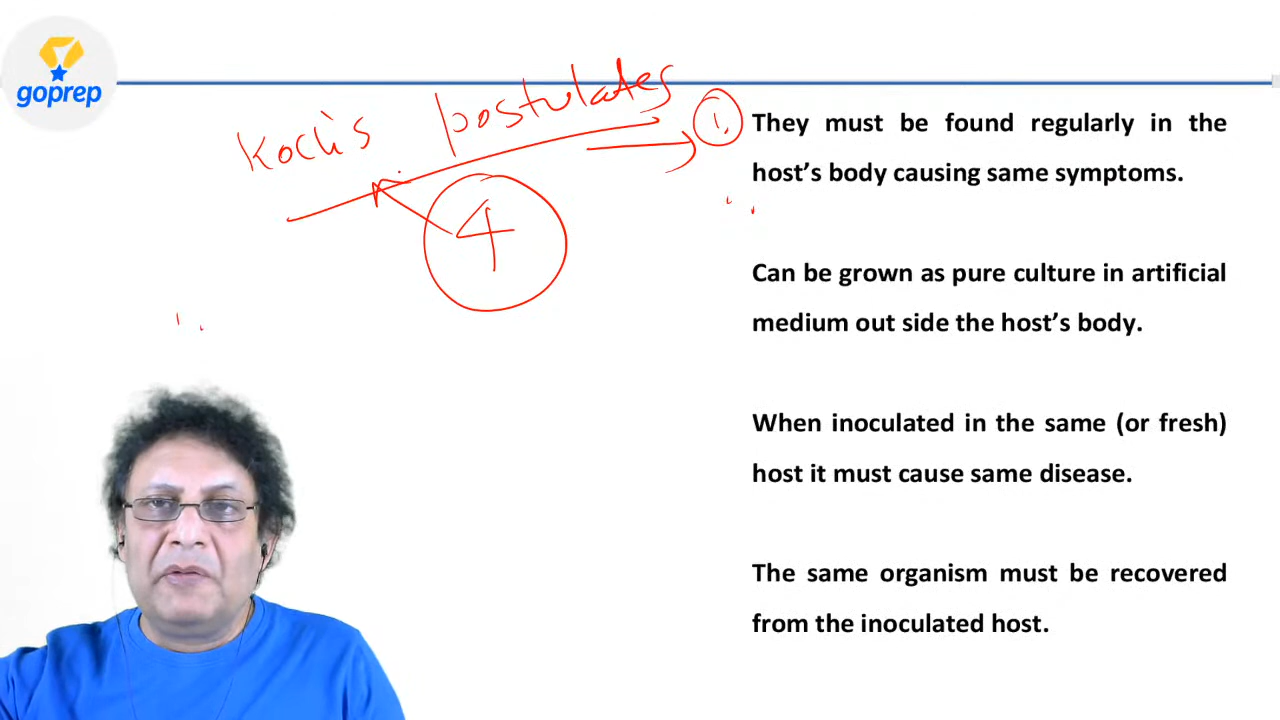 goprep
Koch's postulates
4
1.
They must be found regularly in the
host's body causing same symptoms.
Can be grown as pure culture in artificial
medium out side the host's body.
When inoculated in the same (or fresh)
host it must cause same disease.
The same organism must be recovered
from the inoculated host.